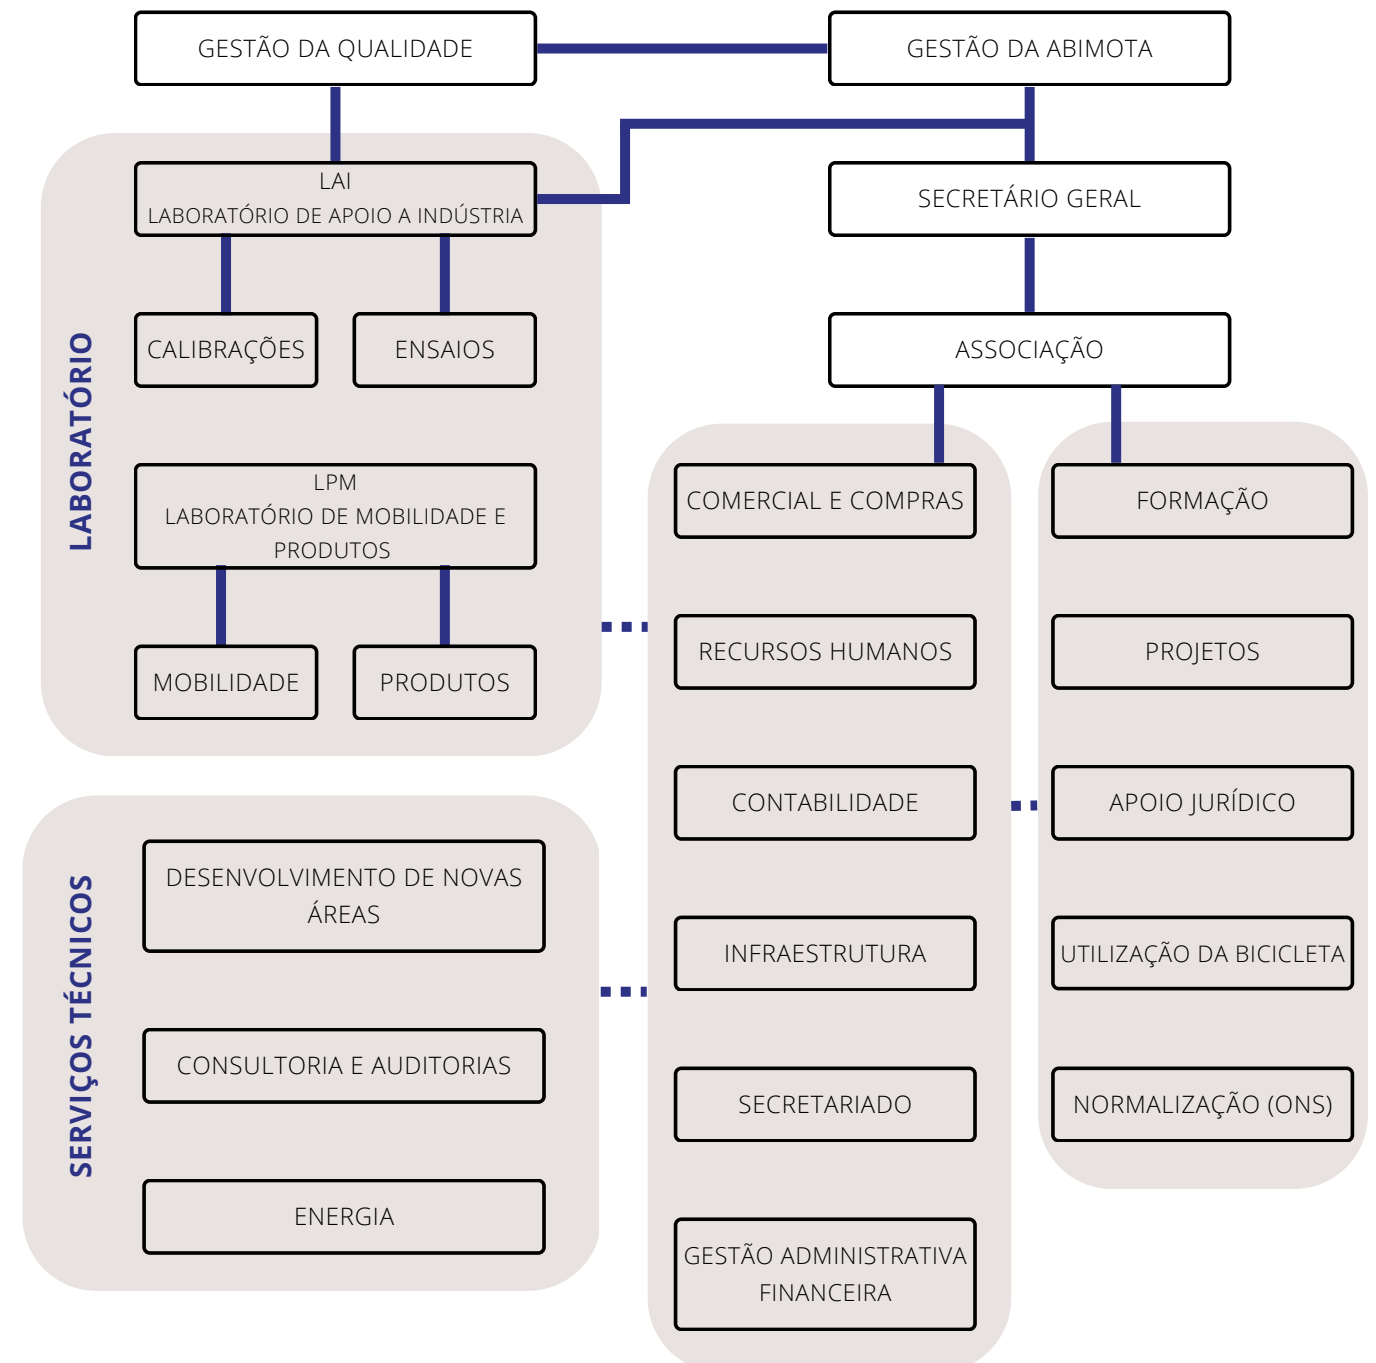 GESTÃO DA QUALIDADE
GESTÃO DA ABIMOTA
LAI
LABORATÓRIO DE APOIO A INDÚSTRIA
SECRETÁRIO GERAL
CALIBRAÇÕES
ENSAIOS
ASSOCIAÇÃO
LABORATÓRIO
LPM
LABORATÓRIO DE MOBILIDADE E
PRODUTOS
MOBILIDADE
PRODUTOS
COMERCIAL E COMPRAS
FORMAÇÃO
RECURSOS HUMANOS
PROJETOS
CONTABILIDADE
APOIO JURÍDICO
SERVIÇOS TÉCNICOS
DESENVOLVIMENTO DE NOVAS
ÁREAS
INFRAESTRUTURA
UTILIZAÇÃO DA BICICLETA
CONSULTORIA E AUDITORIAS
SECRETARIADO
NORMALIZAÇÃO (ONS)
ENERGIA
GESTÃO ADMINISTRATIVA
FINANCEIRA